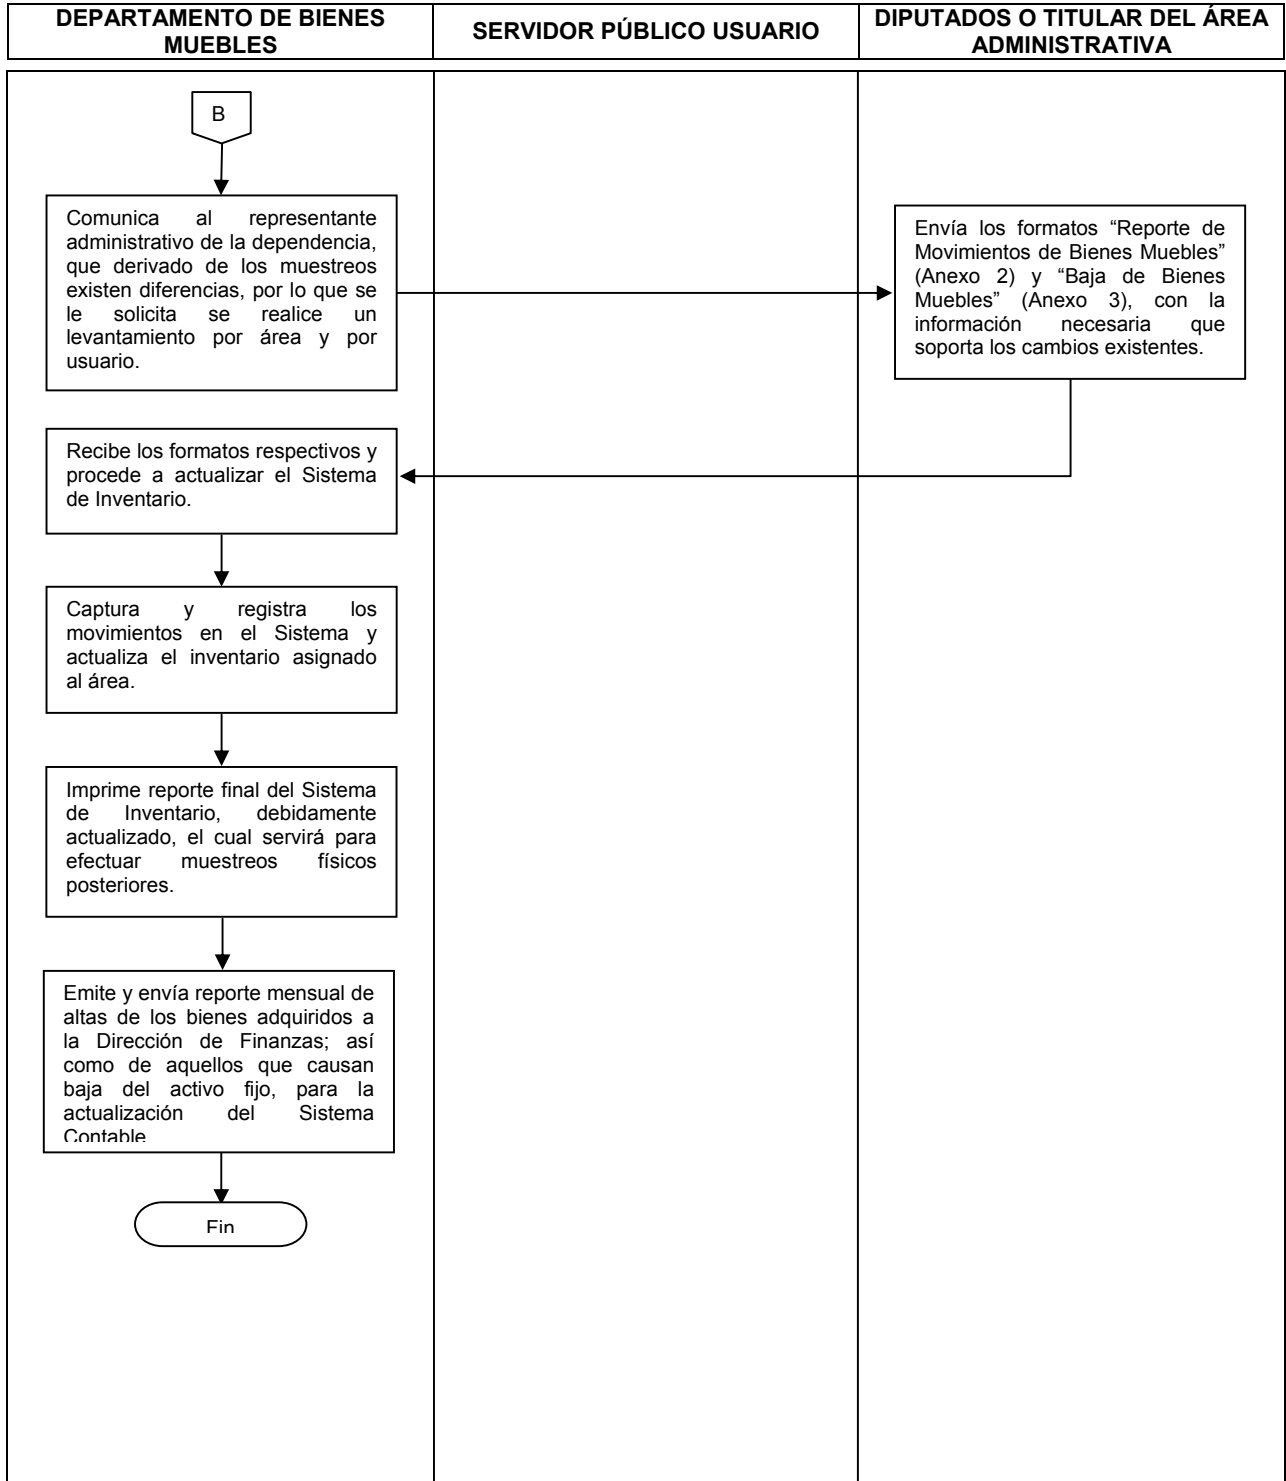 DEPARTAMENTO DE BIENES
MUEBLES
SERVIDOR PÚBLICO USUARIO
DIPUTADOS O TITULAR DEL ÁREA
ADMINISTRATIVA
B
Comunica al representante
administrativo de la dependencia,
que derivado de los muestreos
existen diferencias, por lo que se
le solicita se realice un
levantamiento por área y por
usuario.
Envía los formatos “Reporte de
Movimientos de Bienes Muebles”
(Anexo 2) y “Baja de Bienes
Muebles” (Anexo 3), con la
información necesaria que
soporta los cambios existentes.
Recibe los formatos respectivos y
procede a actualizar el Sistema
de Inventario.
Captura y registra los
movimientos en el Sistema y
actualiza el inventario asignado
al área.
Imprime reporte final del Sistema
de Inventario, debidamente
actualizado, el cual servirá para
efectuar muestreos físicos
posteriores.
Emite y envía reporte mensual de
altas de los bienes adquiridos a
la Dirección de Finanzas; así
como de aquellos que causan
baja del activo fijo, para la
actualización del Sistema
Contable
Fin